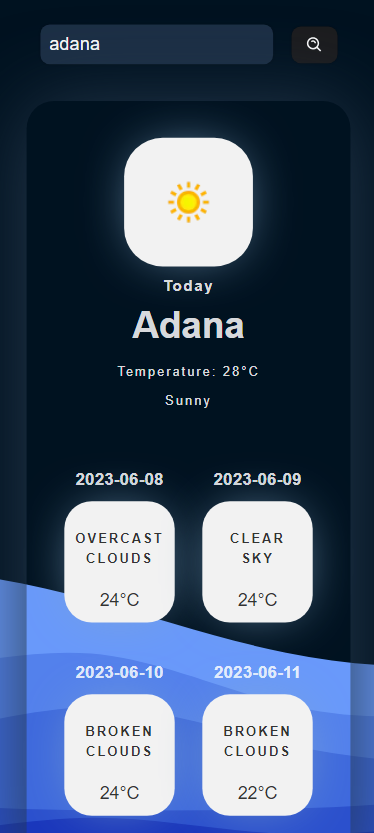 adana
Today
Adana
Temperature: 28°C
Sunny
2023-06-08
2023-06-09
OVERCAST
CLOUDS
24°C
CLEAR
SKY
24°C
2023-06-10
2023-06-11
BROKEN
CLOUDS
24°C
BROKEN
CLOUDS
22°C